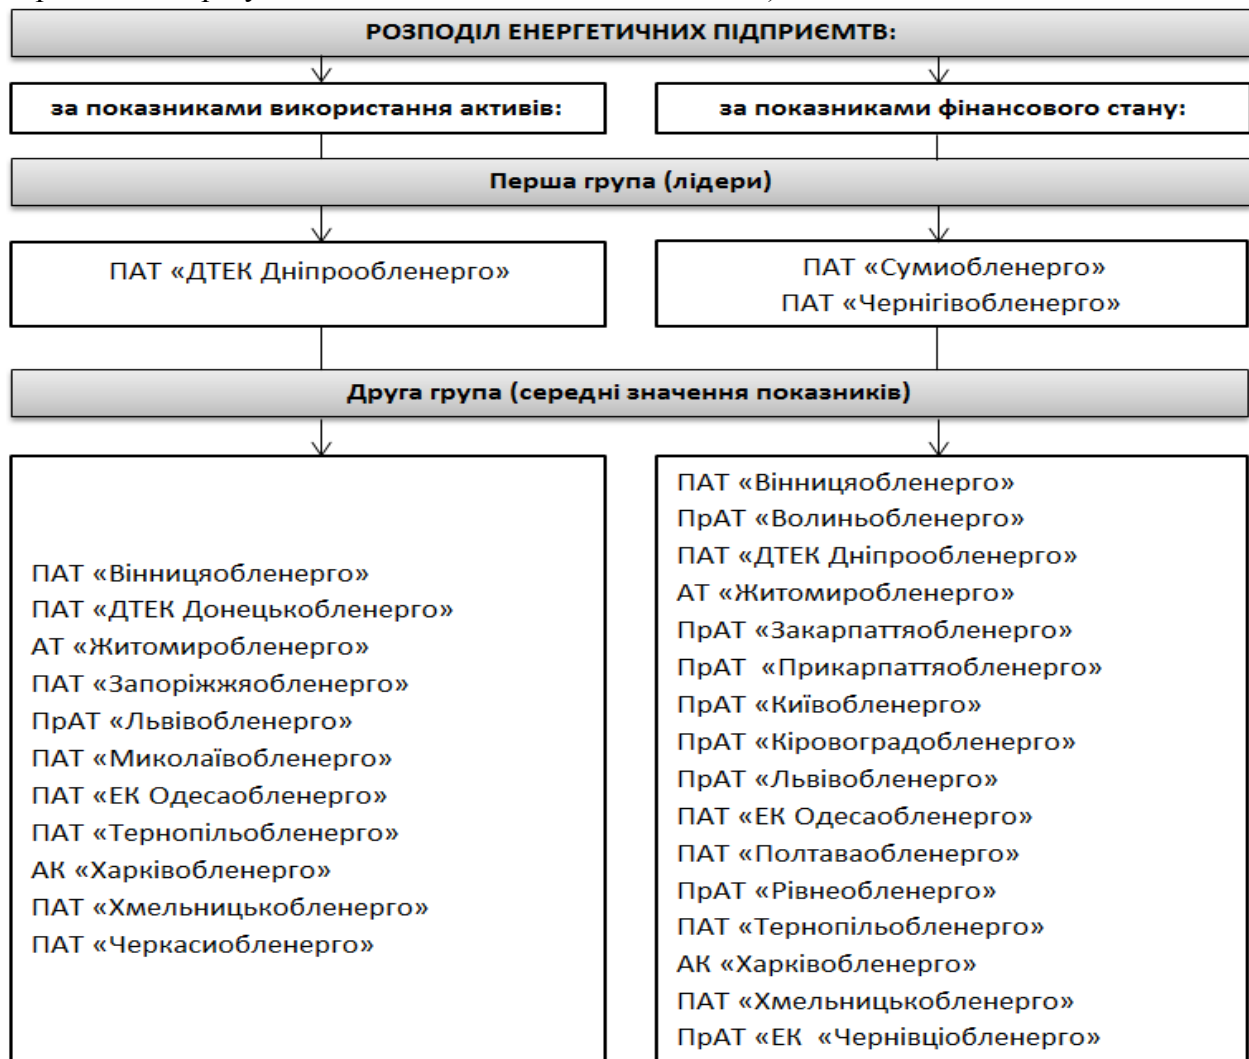 РОЗПОДІЛ ЕНЕРГЕТИЧНИХ ПІДПРИЄМТВ:
за показниками використання активів:
за показниками фінансового стану:
Перша група (лідери)
ПАТ «ДТЕК Дніпрообленерго»
ПАТ «Сумиобленерго»
ПАТ «Чернігівобленерго»
Друга група (середні значення показників)
ПАТ «Вінницяобленерго»
ПАТ «ДТЕК Донецькобленерго»
АТ «Житомиробленерго»
ПАТ «Запоріжжяобленерго»
ПрАТ «Львівобленерго»
ПАТ «Миколаївобленерго»
ПАТ «ЕК Одесаобленерго»
ПАТ «Тернопільобленерго»
АК «Харківобленерго»
ПАТ «Хмельницькобленерго»
ПАТ «Черкасиобленерго»
ПАТ «Вінницяобленерго»
ПрАТ «Волиньобленерго»
ПАТ «ДТЕК Дніпрообленерго»
АТ «Житомиробленерго»
ПрАТ «Закарпаттяобленерго»
ПрАТ «Прикарпаттяобленерго»
ПрАТ «Київобленерго»
ПрАТ «Кіровоградобленерго»
ПрАТ «Львівобленерго»
ПАТ «ЕК Одесаобленерго»
ПАТ «Полтаваобленерго»
ПрАТ «Рівнеобленерго»
ПАТ «Тернопільобленерго»
АК «Харківобленерго»
ПАТ «Хмельницькобленерго»
ПрАТ «ЕК «Чернівціобленерго»